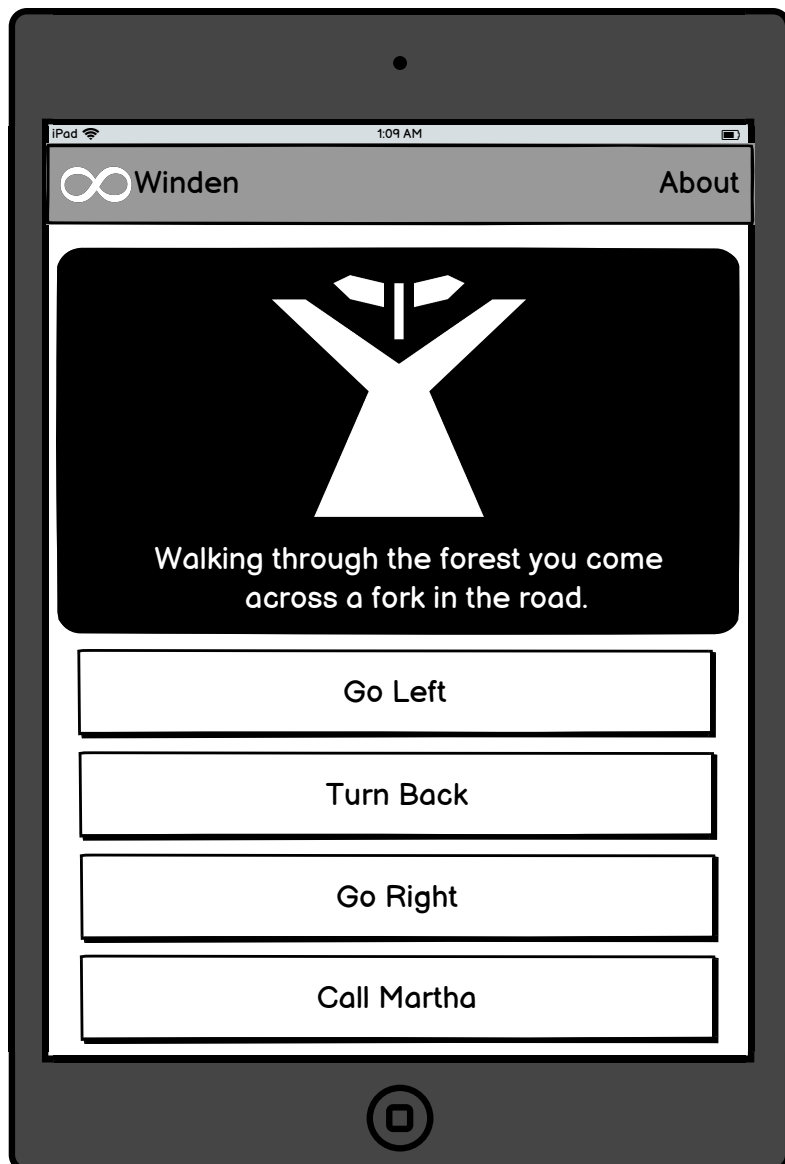 iPad 1:09 AM
Winden About
Walking through the forest you come
across a fork in the road.
Go Left
Turn Back
Go Right
Call Martha